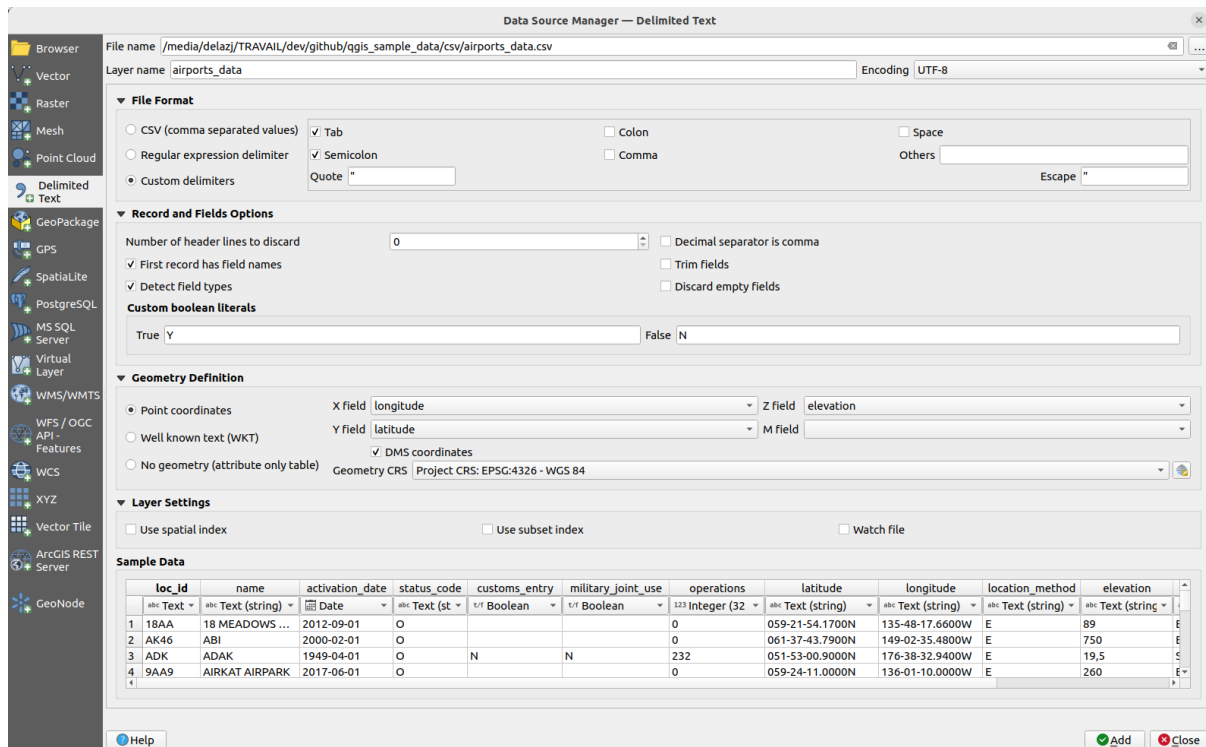 Data Source Manager — Delimited Text
Browser
Vector
Raster
Mesh
Point Cloud
Delimited
Text
GeoPackage
GPS
SpatiaLite
PostgreSQL
MS SQL
Server
Virtual
Layer
WMS/WMTS
WFS / OGC
API -
Features
WCS
XYZ
Vector Tile
ArcGIS REST
Server
GeoNode
File name /media/delazj/TRAVAIL/dev/github/qgis_sample_data/csv/airports_data.csv ...
Layer name airports_data Encoding UTF-8
File Format
CSV (comma separated values) Tab Colon Space
Regular expression delimiter Semicolon Comma Others
Custom delimiters Quote " Escape "
Record and Fields Options
Number of header lines to discard 0 Decimal separator is comma
First record has field names Trim fields
Detect field types Discard empty fields
Custom boolean literals
True Y False N
Geometry Definition
Point coordinates X field longitude Z field elevation
Well known text (WKT) Y field latitude M field
DMS coordinates
No geometry (attribute only table) Geometry CRS Project CRS: EPSG:4326 - WGS 84
Layer Settings
Use spatial index Use subset index Watch file
Sample Data
loc_id name activation_date status_code customs_entry military_joint_use operations latitude longitude location_method elevation
abc Text abc Text (string) Date abc Text (st t/f Boolean t/f Boolean 123 Integer (32 abc Text (string) abc Text (string) abc Text (string) abc Text (string
1 18AA 18 MEADOWS ... 2012-09-01 O 0 059-21-54.1700N 135-48-17.6600W E 89
2 AK46 ABI 2000-02-01 O 0 061-37-43.7900N 149-02-35.4800W E 750
3 ADK ADAK 1949-04-01 O N N 232 051-53-00.9000N 176-38-32.9400W E 19,5
4 9AA9 AIRKAT AIRPARK 2017-06-01 O 0 059-24-11.0000N 136-01-10.0000W E 260
Help Add Close